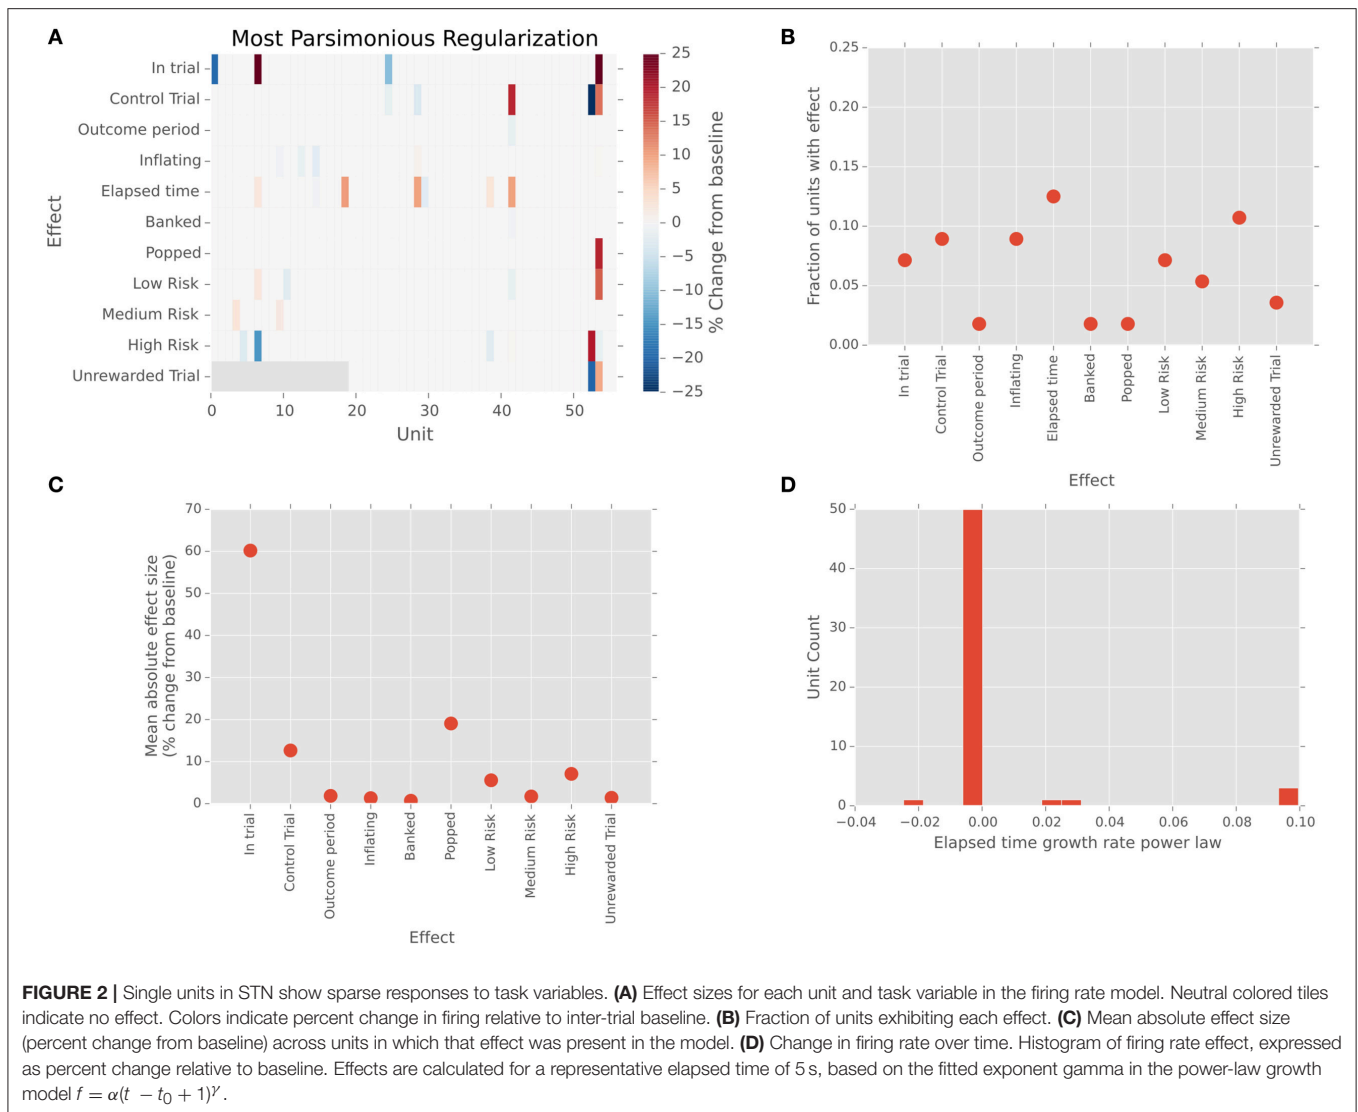 A
Most Parsimonious Regularization
In trial
Control Trial
Outcome period
Inflating
Elapsed time
Banked
Popped
Low Risk
Medium Risk
High Risk
Unrewarded Trial
Effect
0 10 20 30 40 50
Unit
25
20
15
10
5
0
−5
−10
−15
−20
−25
% Change from baseline
B
0.25
0.20
0.15
0.10
0.05
0.00
Fraction of units with effect
In trial
Control Trial
Outcome period
Inflating
Elapsed time
Banked
Popped
Low Risk
Medium Risk
High Risk
Unrewarded Trial
Effect
C
70
60
50
40
30
20
10
0
Mean absolute effect size
(% change from baseline)
In trial
Control Trial
Outcome period
Inflating
Banked
Popped
Low Risk
Medium Risk
High Risk
Unrewarded Trial
Effect
D
50
40
30
20
10
0
Unit Count
−0.04 −0.02 0.00 0.02 0.04 0.06 0.08 0.10
Elapsed time growth rate power law
FIGURE 2 | Single units in STN show sparse responses to task variables. (A) Effect sizes for each unit and task variable in the firing rate model. Neutral colored tiles
indicate no effect. Colors indicate percent change in firing relative to inter-trial baseline. (B) Fraction of units exhibiting each effect. (C) Mean absolute effect size
(percent change from baseline) across units in which that effect was present in the model. (D) Change in firing rate over time. Histogram of firing rate effect, expressed
as percent change relative to baseline. Effects are calculated for a representative elapsed time of 5 s, based on the fitted exponent gamma in the power-law growth
model f = α(t − t₀ + 1)^γ.